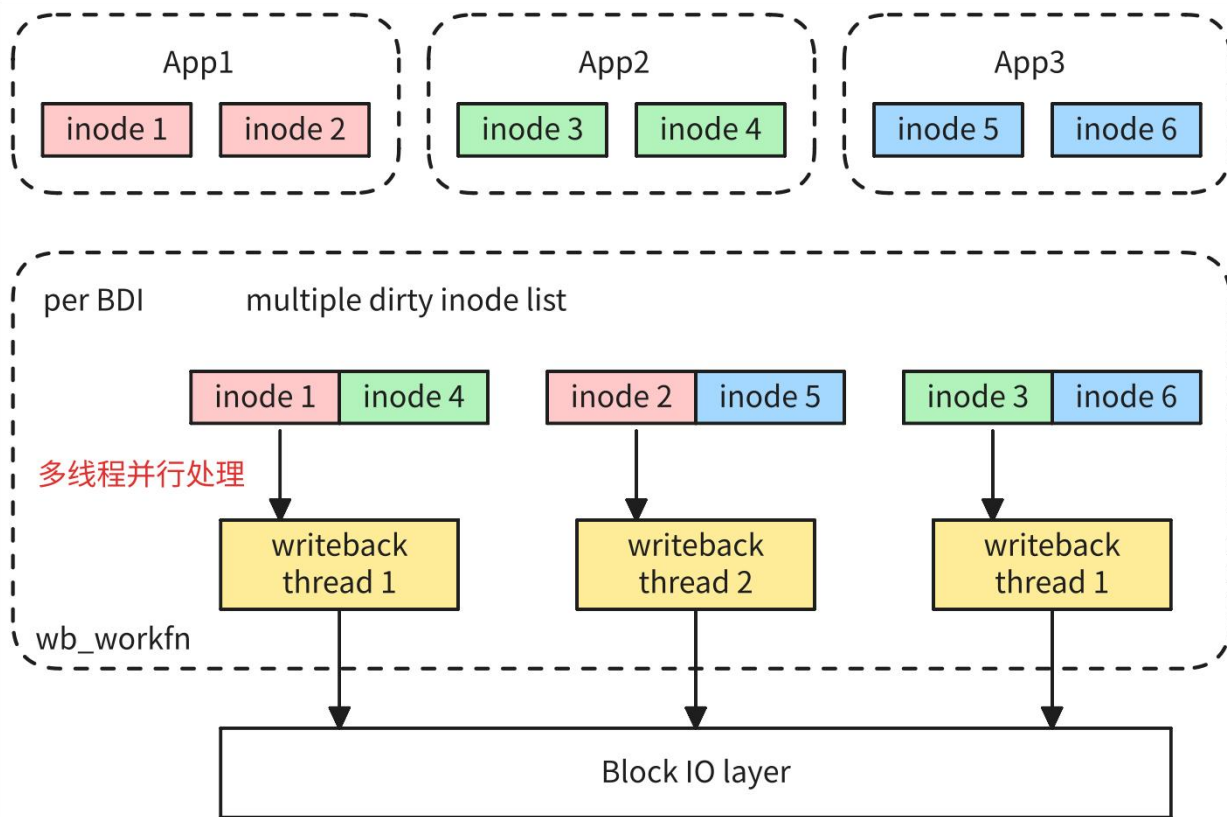 App1
App2
App3
inode 1
inode 2
inode 3
inode 4
inode 5
inode 6
per BDI
multiple dirty inode list
inode 1
inode 4
inode 2
inode 5
inode 3
inode 6
多线程并行处理
writeback
thread 1
writeback
thread 2
writeback
thread 1
wb_workfn
Block IO layer